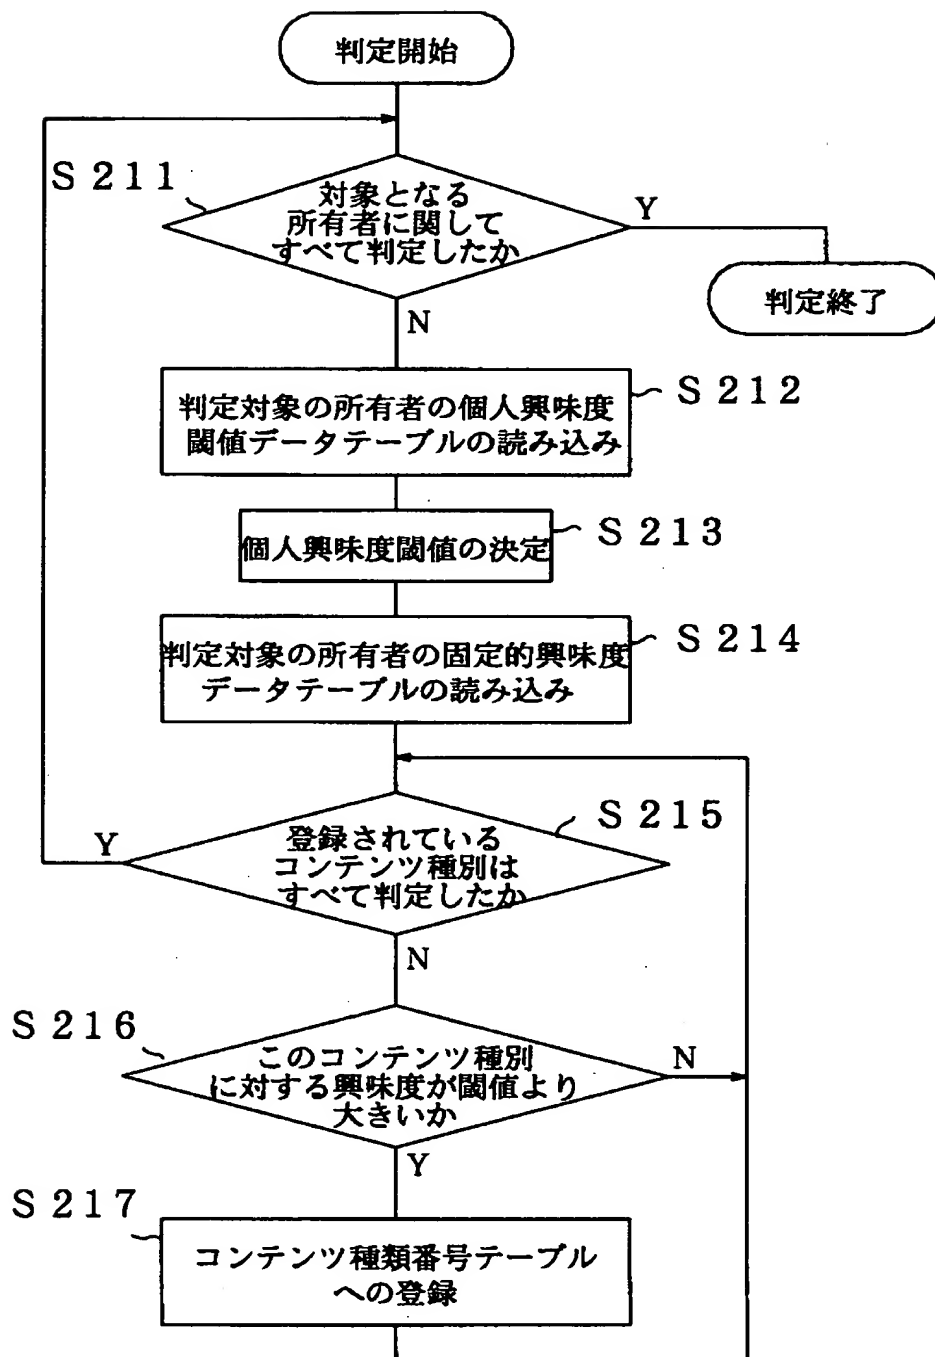 判定開始
S211
対象となる
所有者に関して
すべて判定したか
Y
判定終了
N
S212
判定対象の所有者の個人興味度
閾値データテーブルの読み込み
S213
個人興味度閾値の決定
S214
判定対象の所有者の固定的興味度
データテーブルの読み込み
S215
Y
登録されている
コンテンツ種別は
すべて判定したか
N
S216
このコンテンツ種別
に対する興味度が閾値より
大きいか
N
Y
S217
コンテンツ種類番号テーブル
への登録